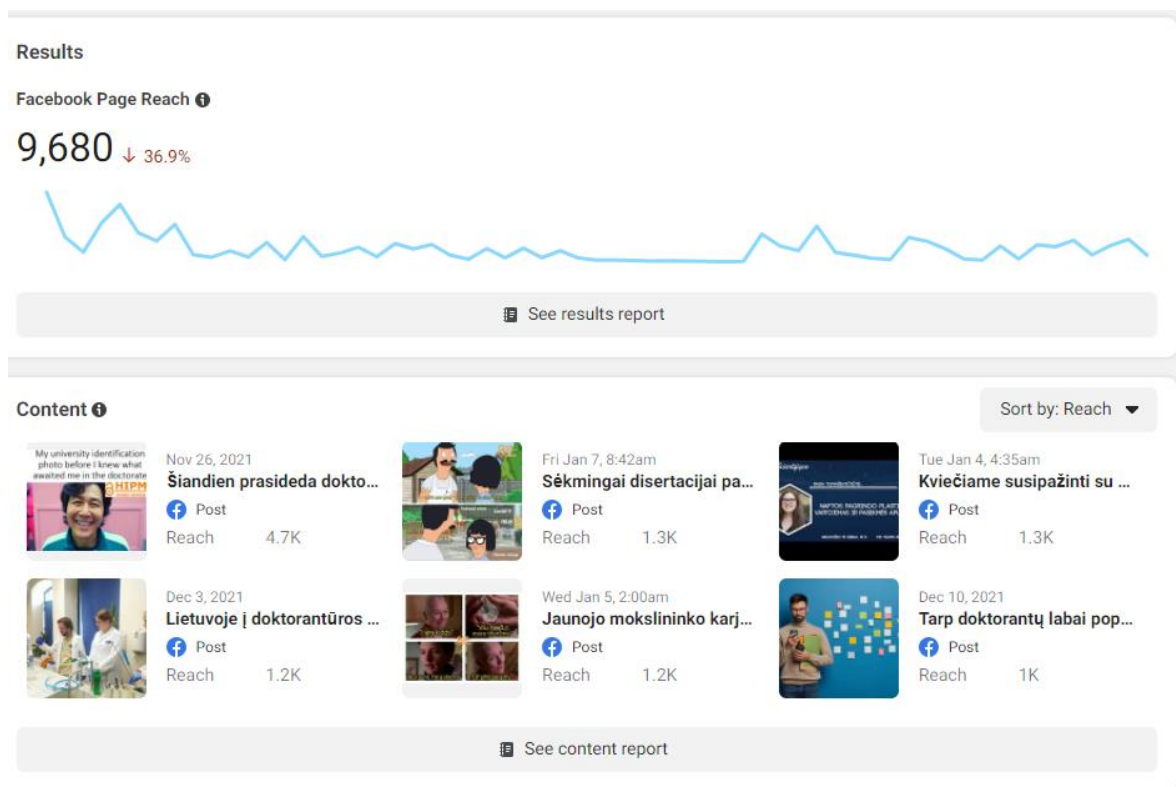 Results
Facebook Page Reach
9,680 ↓ 36.9%
See results report
Content
Sort by: Reach
My university identification
photo before I knew what
awaited me in the doctorate
HIPM
Nov 26, 2021
Šiandien prasideda dokto...
Post
Reach 4.7K
Fri Jan 7, 8:42am
Sėkmingai disertacijai pa...
Post
Reach 1.3K
Tue Jan 4, 4:35am
Kviečiame susipažinti su ...
Post
Reach 1.3K
Dec 3, 2021
Lietuvoje į doktorantūros ...
Post
Reach 1.2K
Wed Jan 5, 2:00am
Jaunojo mokslininko karj...
Post
Reach 1.2K
Dec 10, 2021
Tarp doktorantų labai pop...
Post
Reach 1K
See content report